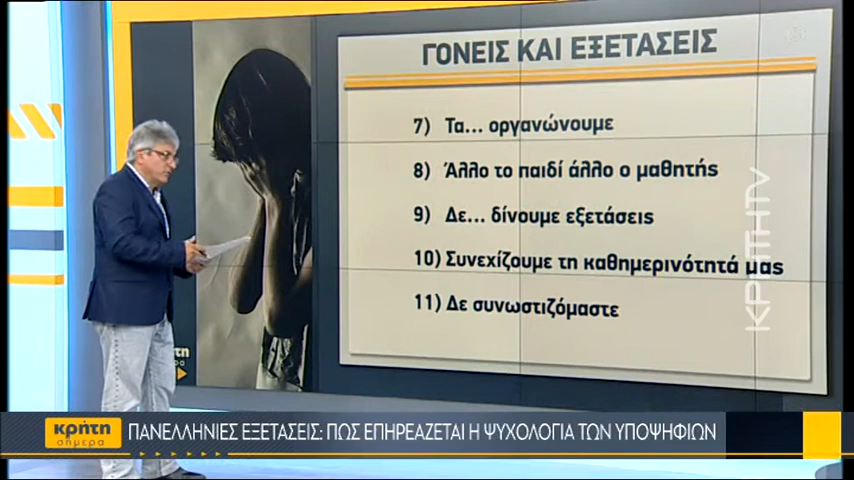 ΓΟΝΕΙΣ ΚΑΙ ΕΞΕΤΑΣΕΙΣ
7) Τα... οργανώνουμε
8) Άλλο το παιδί άλλο ο μαθητής
9) Δε... δίνουμε εξετάσεις
10) Συνεχίζουμε τη καθημερινότητά μας
11) Δε συνωστιζόμαστε
ΚΡΗΤΗTV
κρήτη
σήμερα
ΠΑΝΕΛΛΗΝΙΕΣ ΕΞΕΤΑΣΕΙΣ: ΠΩΣ ΕΠΗΡΕΑΖΕΤΑΙ Η ΨΥΧΟΛΟΓΙΑ ΤΩΝ ΥΠΟΨΗΦΙΩΝ